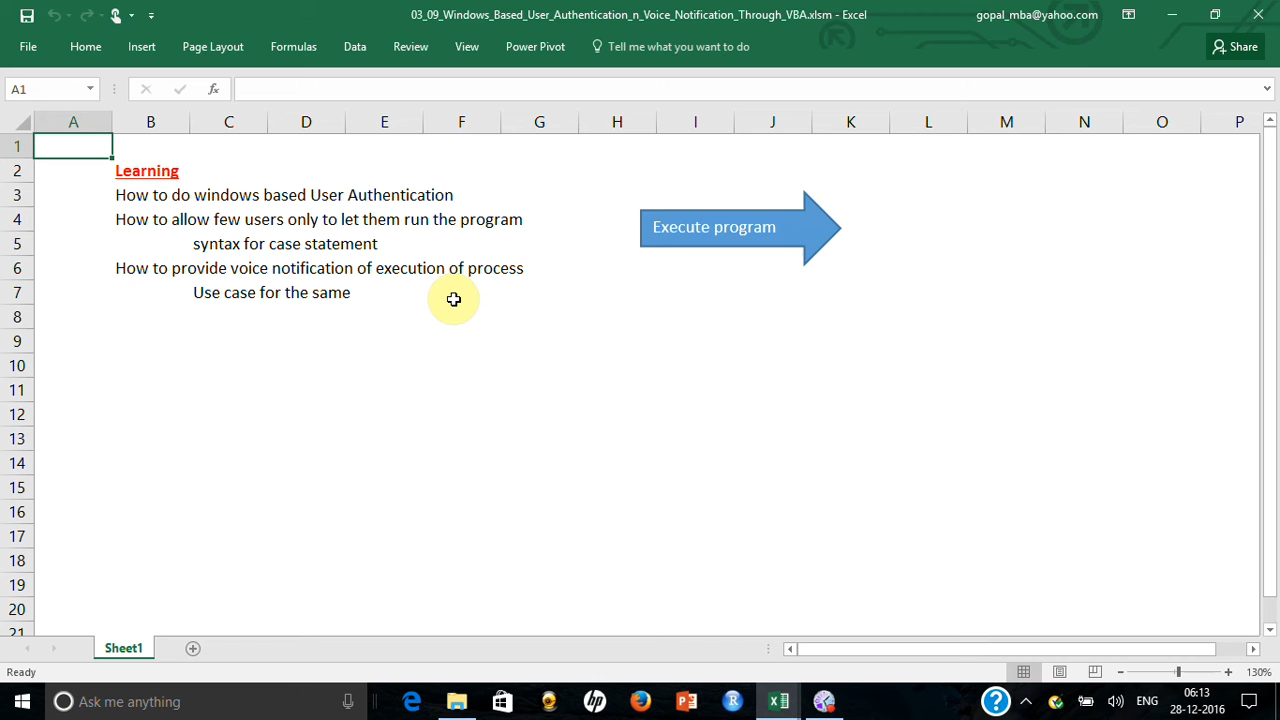 03_09_Windows_Based_User_Authentication_n_Voice_Notification_Through_VBA.xlsm - Excel
gopal_mba@yahoo.com
File Home Insert Page Layout Formulas Data Review View Power Pivot Tell me what you want to do Share
A1 fx
A B C D E F G H I J K L M N O P
1
2 Learning
3 How to do windows based User Authentication
4 How to allow few users only to let them run the program
Execute program
5 syntax for case statement
6 How to provide voice notification of execution of process
7 Use case for the same
8
9
10
11
12
13
14
15
16
17
18
19
20
21
Sheet1
Ready 130%
Ask me anything
ENG
06:13
28-12-2016